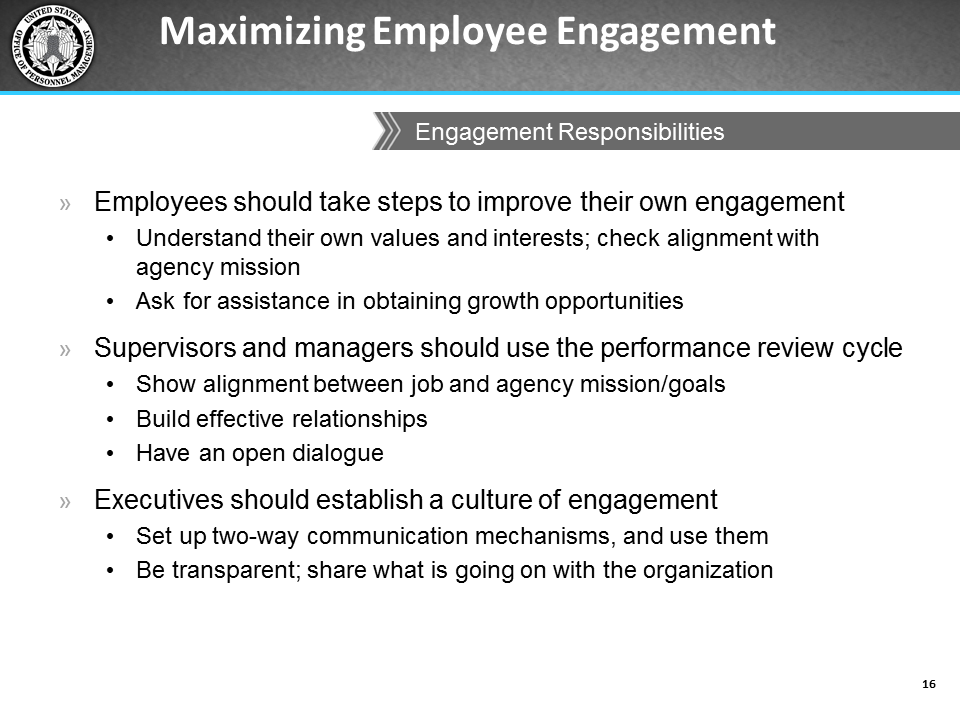 UNITED STATES
OFFICE OF PERSONNEL MANAGEMENT
Maximizing Employee Engagement
Engagement Responsibilities
» Employees should take steps to improve their own engagement
• Understand their own values and interests; check alignment with
agency mission
• Ask for assistance in obtaining growth opportunities
» Supervisors and managers should use the performance review cycle
• Show alignment between job and agency mission/goals
• Build effective relationships
• Have an open dialogue
» Executives should establish a culture of engagement
• Set up two-way communication mechanisms, and use them
• Be transparent; share what is going on with the organization
16